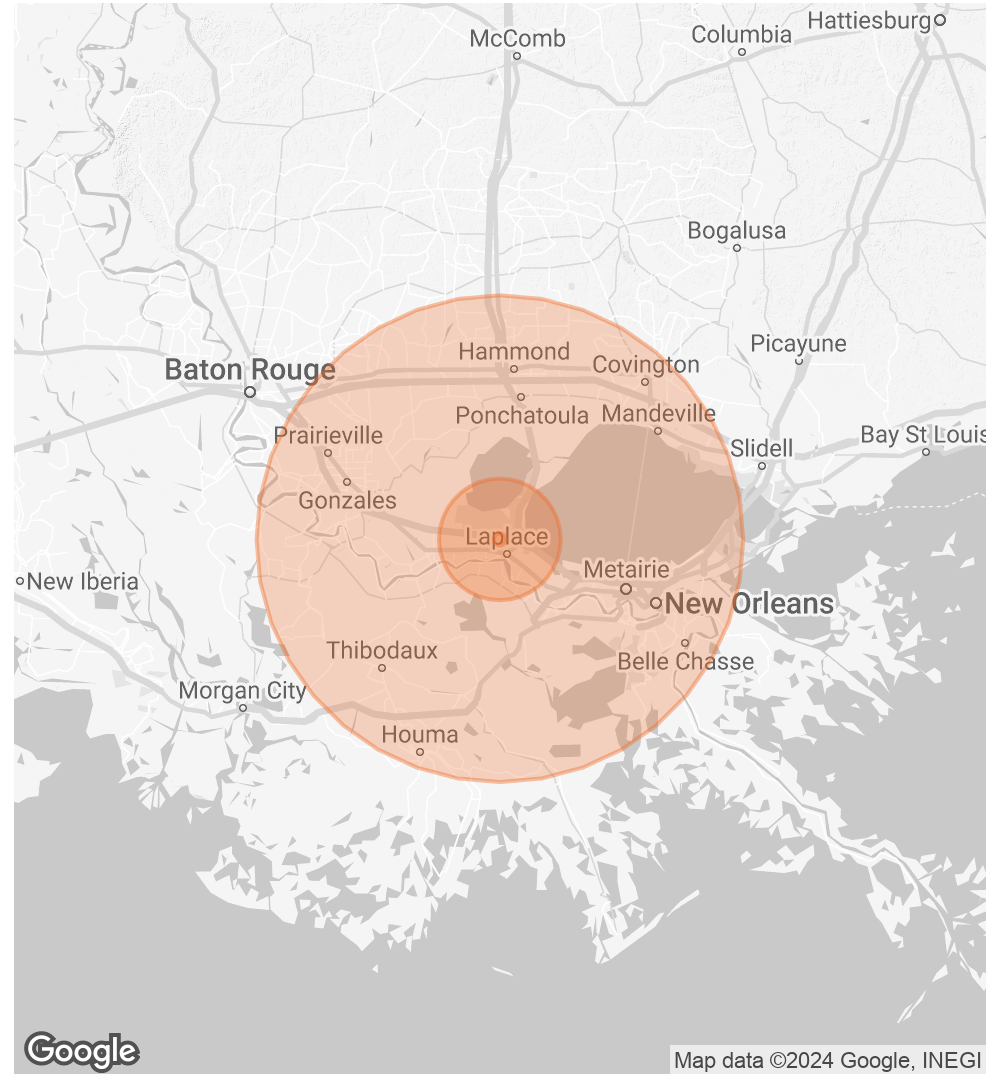 McComb
Columbia
Hattiesburg
Bogalusa
Picayune
Hammond
Covington
Baton Rouge
Ponchatoula
Mandeville
Prairieville
Slidell
Bay St Louis
Gonzales
Laplace
Metairie
New Iberia
New Orleans
Thibodaux
Belle Chasse
Morgan City
Houma
Google
Map data ©2024 Google, INEGI